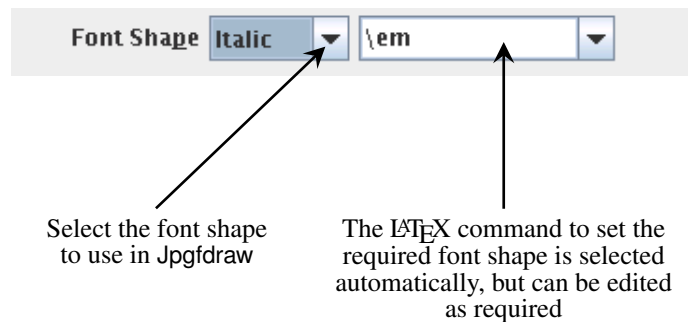 Font Shape Italic \em
Select the font shape
to use in Jpgfdraw
The LATEX command to set the
required font shape is selected
automatically, but can be edited
as required